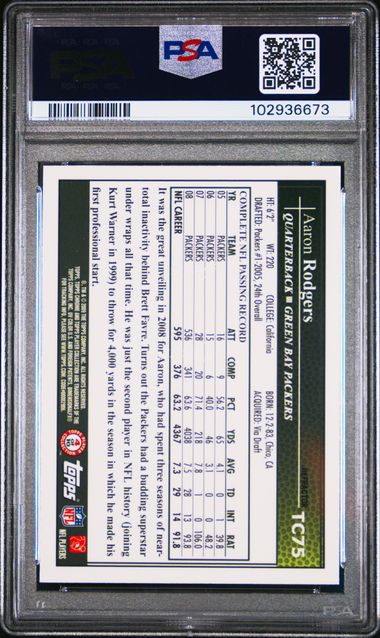 PSA
PSA
102936673
REFRACTOR
TC75
Aaron Rodgers
QUARTERBACK ■ GREEN BAY PACKERS
HT: 6'2" WT: 220 COLLEGE: California BORN: 12-2-83, Chico, CA
DRAFTED: Packers #1-2005, 24th Overall ACQUIRED: Via Draft
COMPLETE NFL PASSING RECORD
YR TEAM ATT COMP PCT YDS AVG TD INT RAT
05 PACKERS 16 9 56.2 65 4.1 0 1 39.8
06 PACKERS 15 6 40.0 46 3.1 0 0 48.2
07 PACKERS 28 20 71.4 218 7.8 1 0 106.0
08 PACKERS 536 341 63.6 4038 7.5 28 13 93.8
NFL CAREER 595 376 63.2 4367 7.3 29 14 91.8
It was the great unveiling in 2008 for Aaron, who had spent three seasons of near-
total inactivity behind Brett Favre. Turns out the Packers had a budding superstar
under wraps all that time. He was just the second player in NFL history (joining
Kurt Warner in 1999) to throw for 4,000 yards in the season in which he made his
first professional start.
topps
NFL
NFL PLAYERS